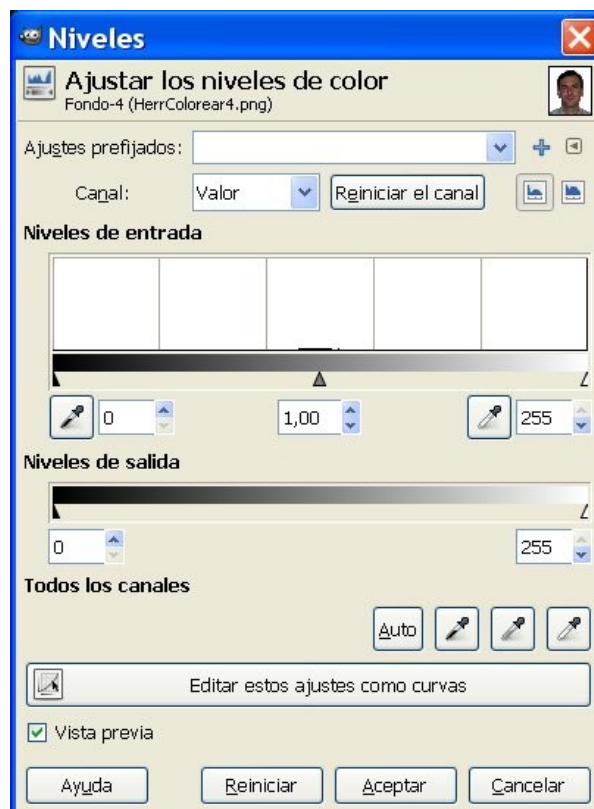 Niveles
Ajustar los niveles de color
Fondo-4 (HerrColorear4.png)
Ajustes prefijados:
Canal: Valor Reiniciar el canal
Niveles de entrada
0 1,00 255
Niveles de salida
0 255
Todos los canales
Auto
Editar estos ajustes como curvas
Vista previa
Ayuda Reiniciar Aceptar Cancelar